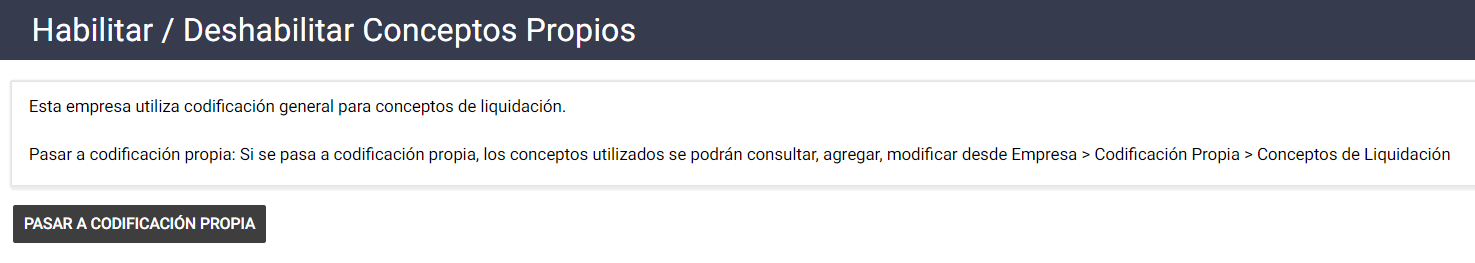 Habilitar / Deshabilitar Conceptos Propios
Esta empresa utiliza codificación general para conceptos de liquidación.
Pasar a codificación propia: Si se pasa a codificación propia, los conceptos utilizados se podrán consultar, agregar, modificar desde Empresa > Codificación Propia > Conceptos de Liquidación
PASAR A CODIFICACIÓN PROPIA